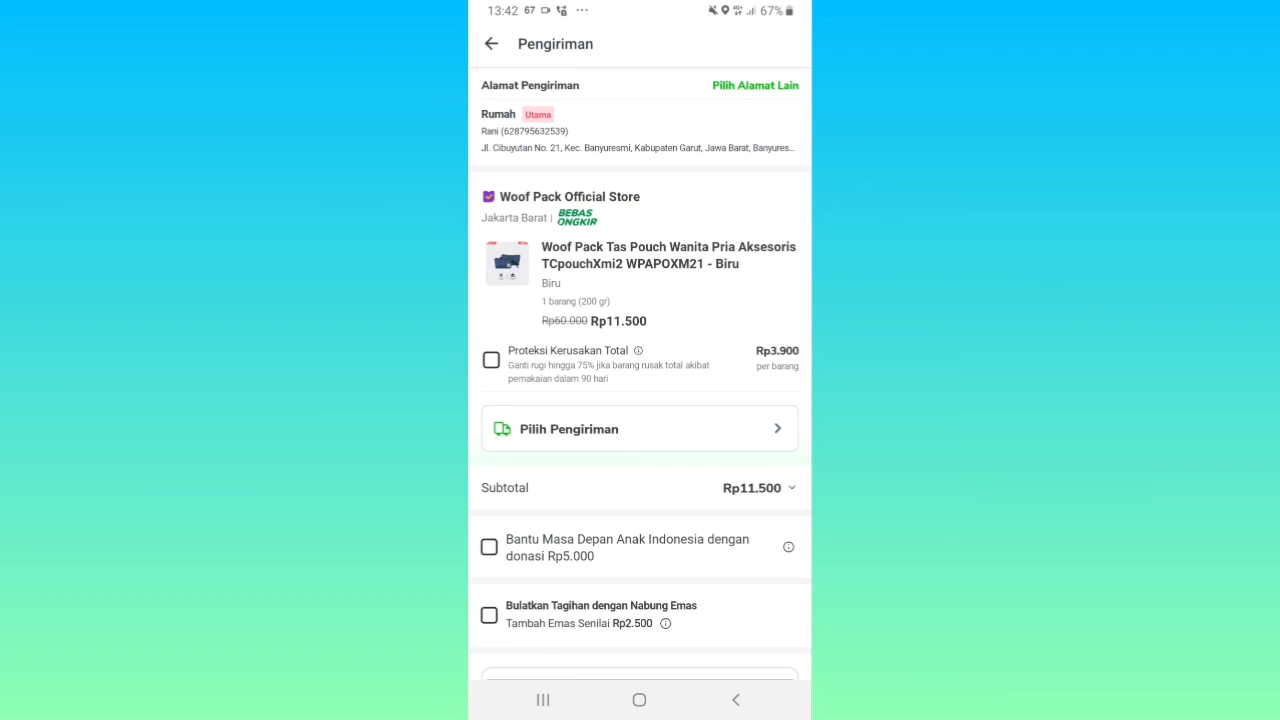 13:42 67 ... 4G+ 67%
Pengiriman
Alamat Pengiriman Pilih Alamat Lain
Rumah Utama
Rani (628795632539)
Jl. Cibuyutan No. 21, Kec. Banyuresmi, Kabupaten Garut, Jawa Barat, Banyures...
Woof Pack Official Store
Jakarta Barat | BEBAS ONGKIR
Woof Pack Tas Pouch Wanita Pria Aksesoris
TCpouchXmi2 WPAPOXM21 - Biru
Biru
1 barang (200 gr)
Rp60.000 Rp11.500
Proteksi Kerusakan Total Rp3.900
Ganti rugi hingga 75% jika barang rusak total akibat per barang
pemakaian dalam 90 hari
Pilih Pengiriman
Subtotal Rp11.500
Bantu Masa Depan Anak Indonesia dengan
donasi Rp5.000
Bulatkan Tagihan dengan Nabung Emas
Tambah Emas Senilai Rp2.500